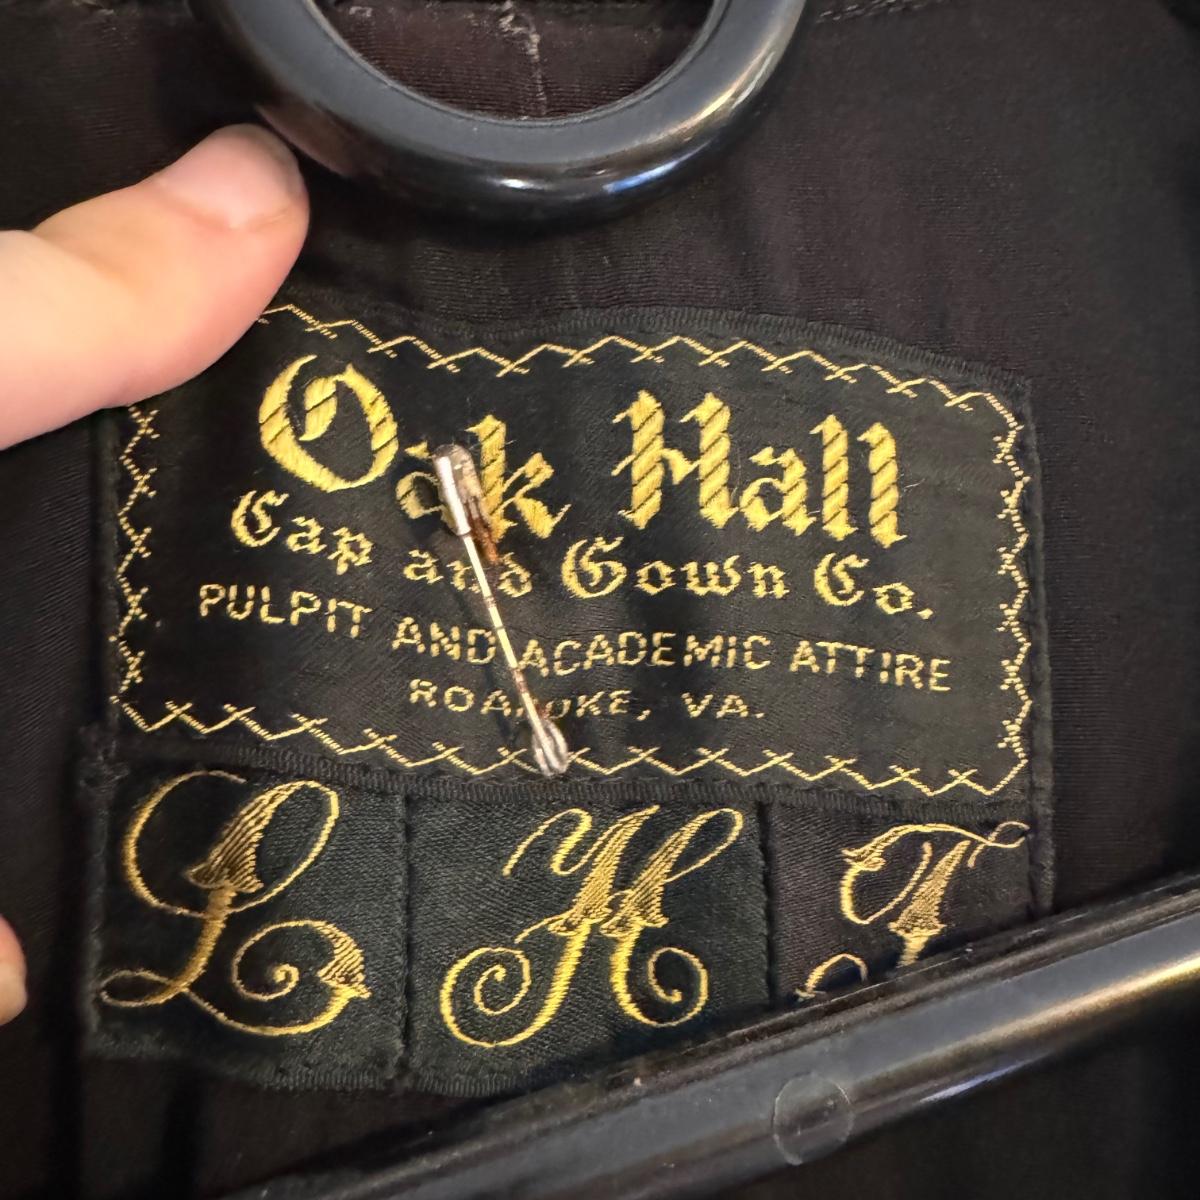 Oak Hall
Cap and Gown Co.
PULPIT AND ACADEMIC ATTIRE
ROANOKE, VA.
L H T